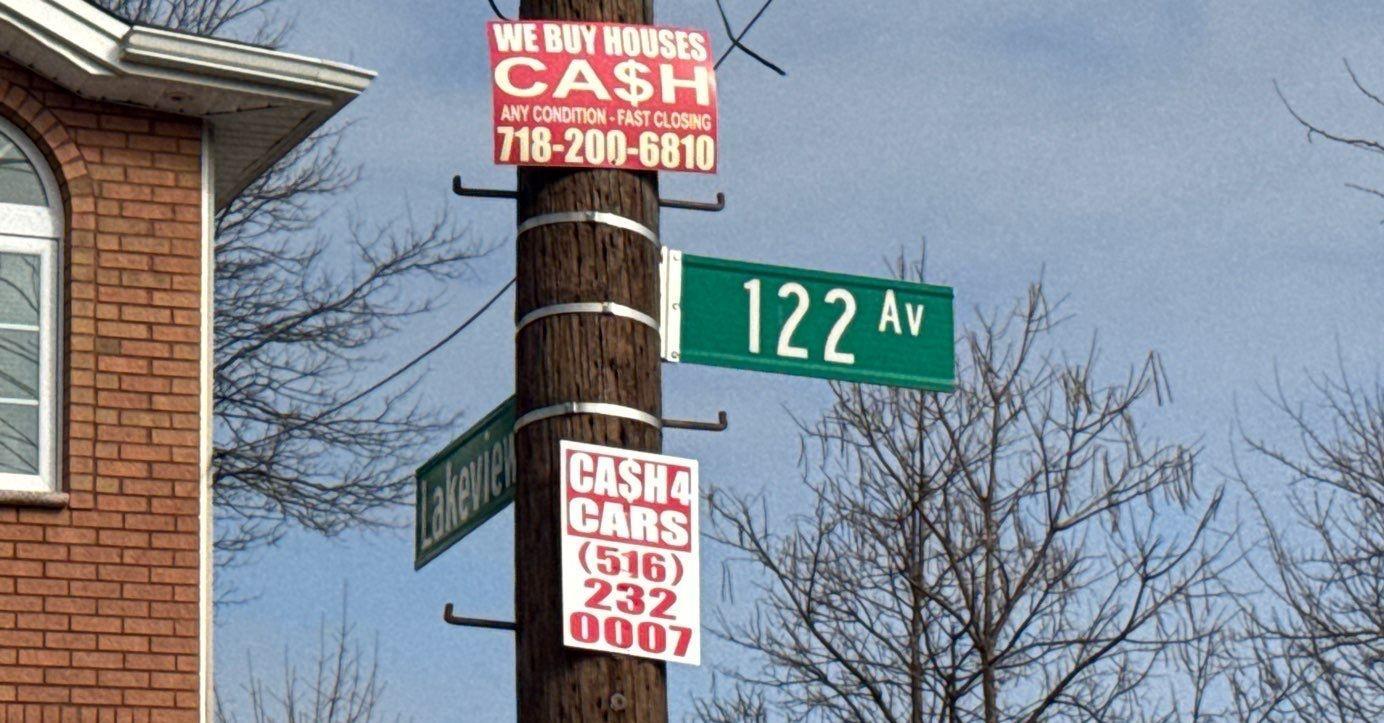 WE BUY HOUSES
CA$H
ANY CONDITION - FAST CLOSING
718-200-6810
122 Av
Lakeview
CA$H4
CARS
(516)
232
0007